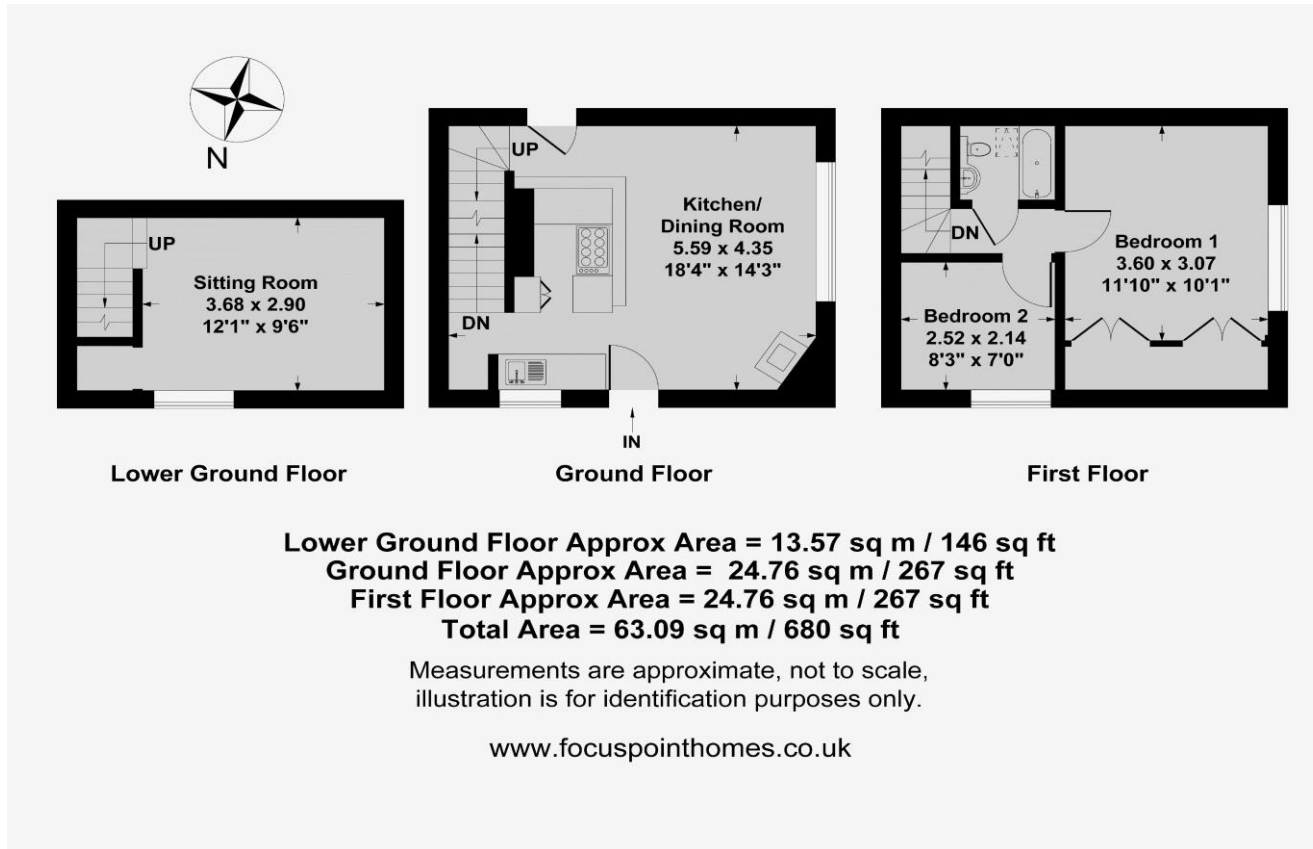 N
UP
Sitting Room
3.68 x 2.90
12'1" x 9'6"
Lower Ground Floor
UP
DN
Kitchen/
Dining Room
5.59 x 4.35
18'4" x 14'3"
IN
Ground Floor
DN
Bedroom 1
3.60 x 3.07
11'10" x 10'1"
Bedroom 2
2.52 x 2.14
8'3" x 7'0"
First Floor
Lower Ground Floor Approx Area = 13.57 sq m / 146 sq ft
Ground Floor Approx Area = 24.76 sq m / 267 sq ft
First Floor Approx Area = 24.76 sq m / 267 sq ft
Total Area = 63.09 sq m / 680 sq ft
Measurements are approximate, not to scale,
illustration is for identification purposes only.
www.focuspointhomes.co.uk